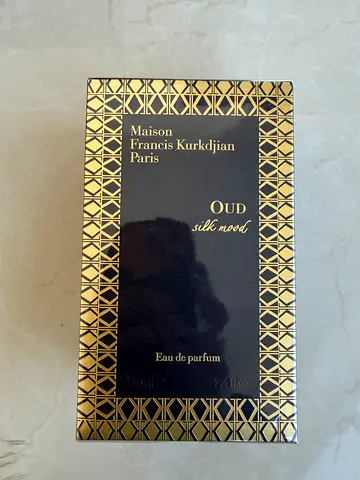 Maison
Francis Kurkdjian
Paris
OUD
silk mood
Eau de parfum